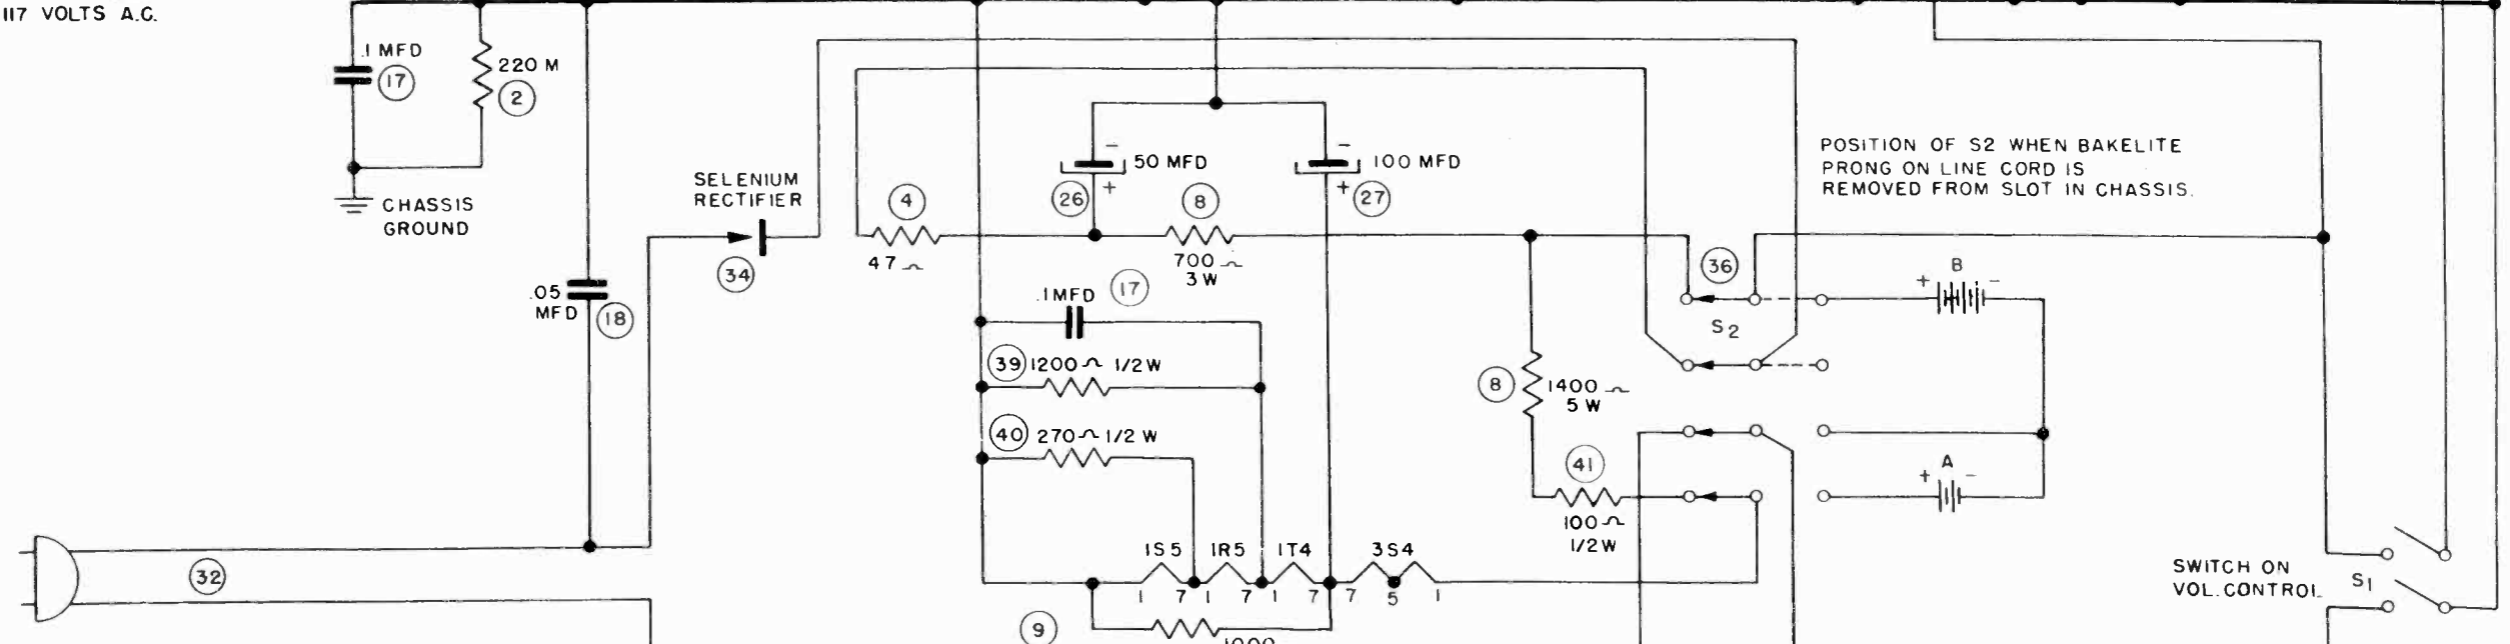 117 VOLTS A.C.
.1 MFD
17
220 M
2
CHASSIS
GROUND
.05
MFD
18
SELENIUM
RECTIFIER
34
4
47 Ω
26
50 MFD
- +
8
700 Ω
3 W
100 MFD
- +
27
.1MFD
17
39 1200 Ω 1/2 W
40 270 Ω 1/2 W
POSITION OF S2 WHEN BAKELITE
PRONG ON LINE CORD IS
REMOVED FROM SLOT IN CHASSIS.
36
S2
+ B -
8
1400 Ω
5 W
41
100 Ω
1/2 W
+ A -
32
1S5 1R5 1T4 3S4
1 7 1 7 1 7 7 5 1
9
SWITCH ON
VOL. CONTROL
S1